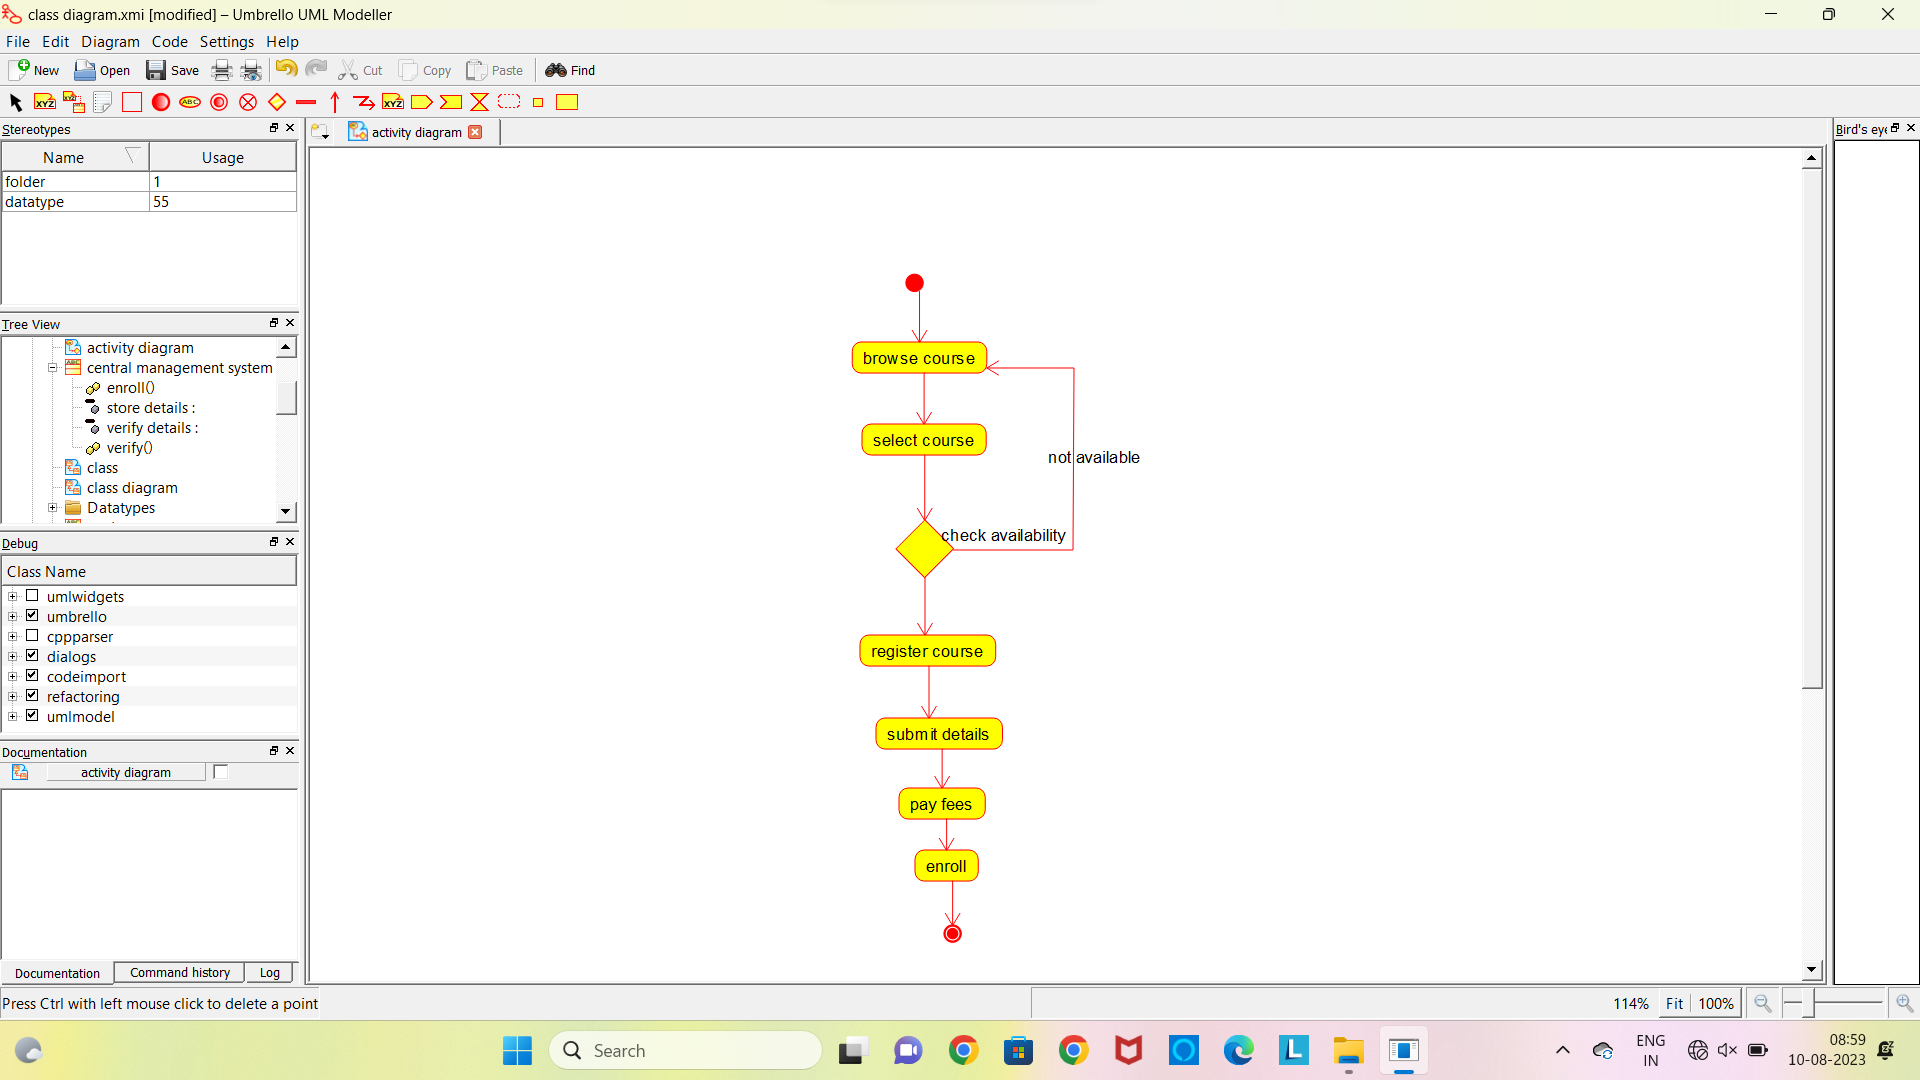 class diagram.xmi [modified] – Umbrello UML Modeller
File Edit Diagram Code Settings Help
New Open Save Cut Copy Paste Find
XYZ XYZ ABC XYZ
Stereotypes
activity diagram
Bird's eye
Name Usage
folder 1
datatype 55
Tree View
activity diagram
central management system
enroll()
store details :
verify details :
verify()
class
class diagram
Datatypes
Debug
Class Name
umlwidgets
umbrello
cppparser
dialogs
codeimport
refactoring
umlmodel
Documentation
activity diagram
Documentation Command history Log
browse course
select course
not available
check availability
register course
submit details
pay fees
enroll
Press Ctrl with left mouse click to delete a point
114% Fit 100%
Search
ENG
IN
08:59
10-08-2023